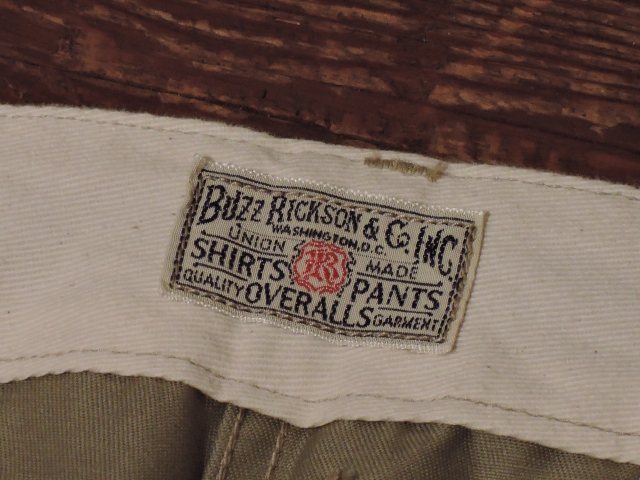 BUZZ RICKSON & CO. INC
WASHINGTON, D.C.
UNION MADE
R
SHIRTS PANTS
QUALITY OVERALLS GARMENT